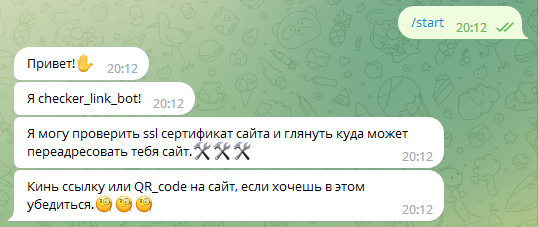 /start 20:12
Привет!✋ 20:12
Я checker_link_bot! 20:12
Я могу проверить ssl сертификат сайта и глянуть куда может
переадресовать тебя сайт.🛠🛠🛠 20:12
Кинь ссылку или QR_code на сайт, если хочешь в этом
убедиться.🧐🧐🧐 20:12